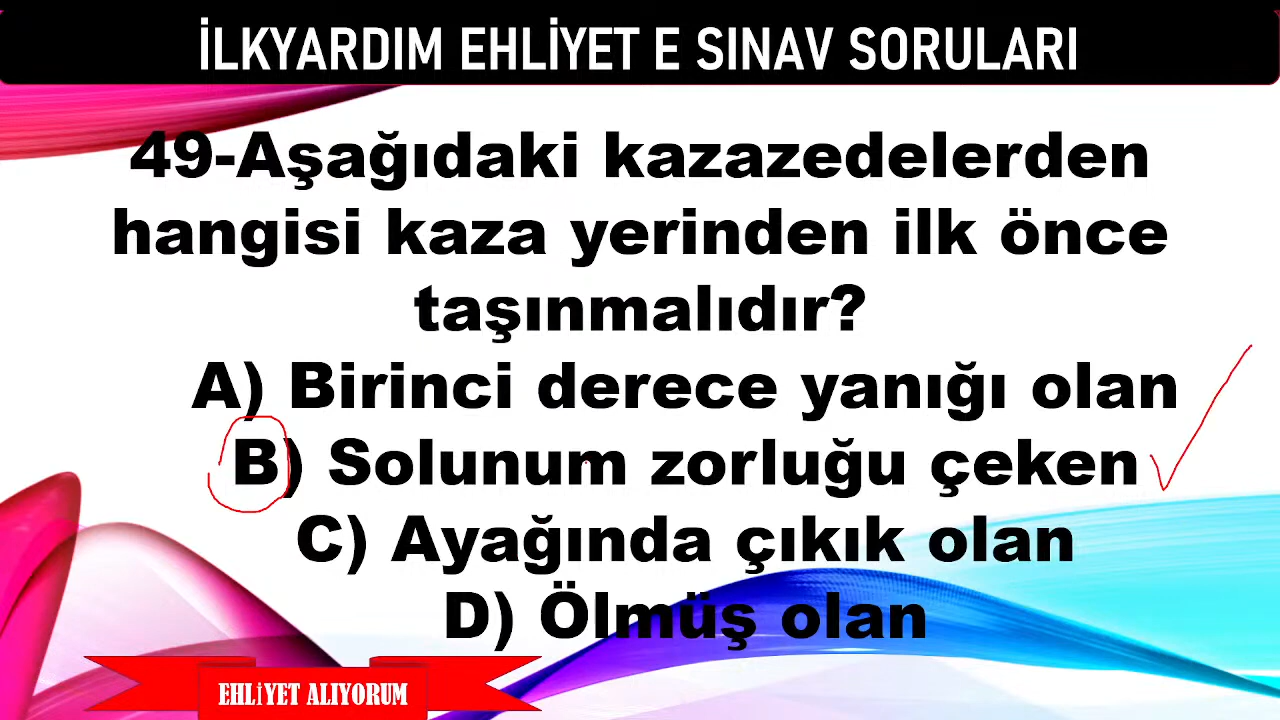 İLKYARDIM EHLİYET E SINAV SORULARI
49-Aşağıdaki kazazedelerden
hangisi kaza yerinden ilk önce
taşınmalıdır?
A) Birinci derece yanığı olan
B) Solunum zorluğu çeken
C) Ayağında çıkık olan
D) Ölmüş olan
EHLİYET ALIYORUM